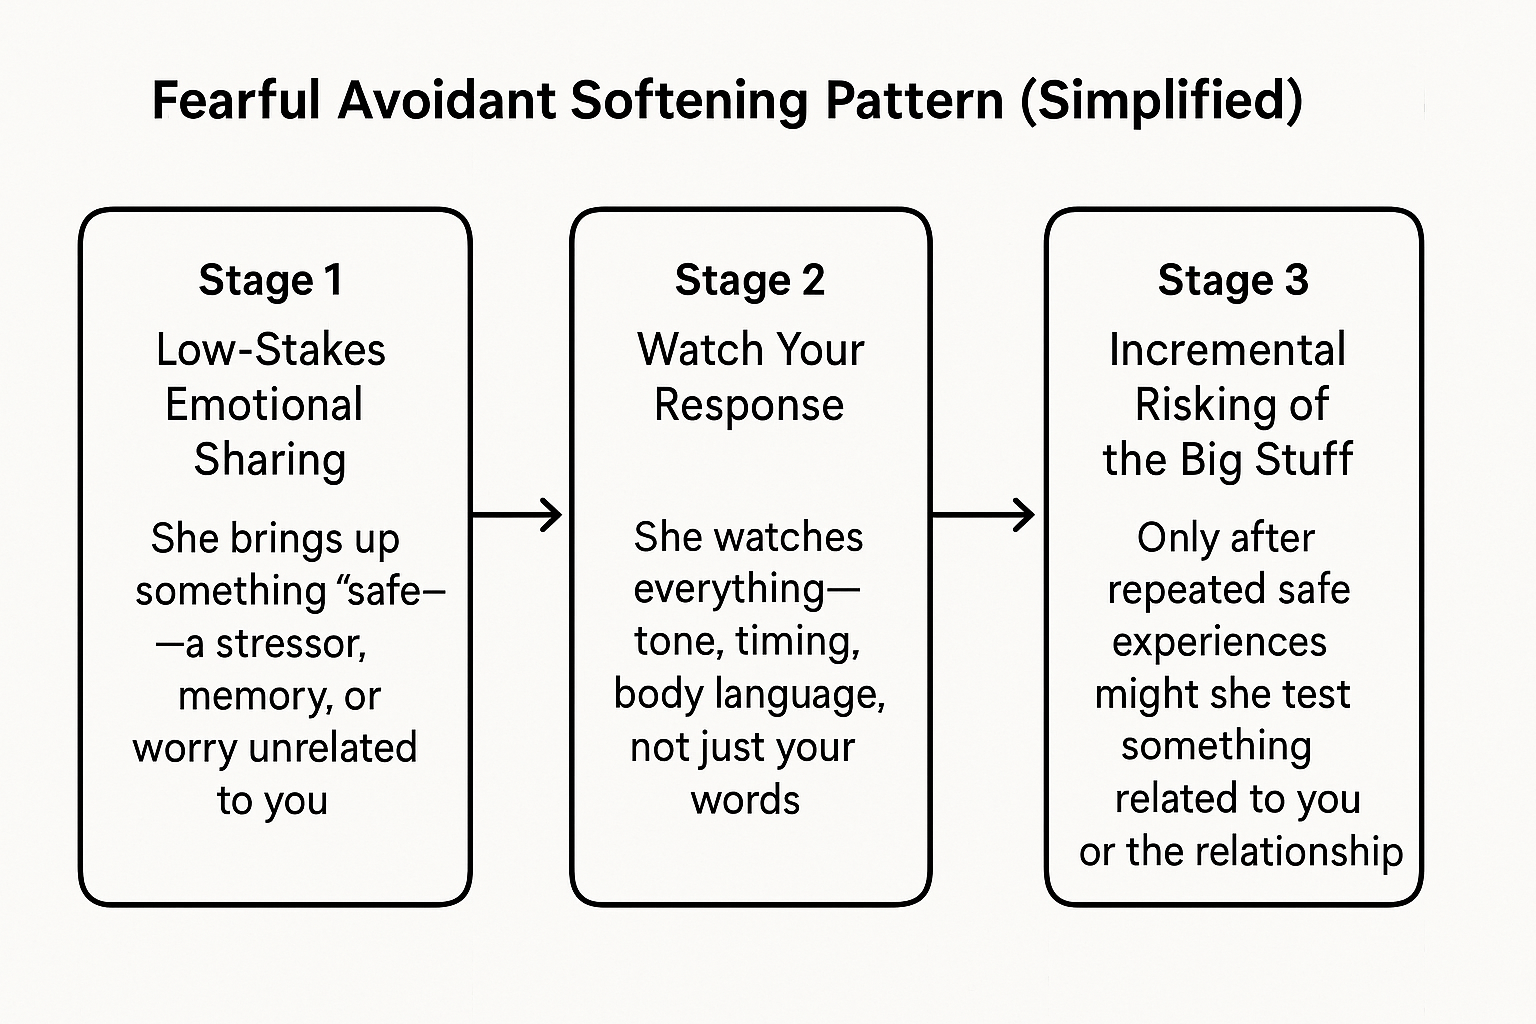 Fearful Avoidant Softening Pattern (Simplified)
Stage 1
Low-Stakes
Emotional
Sharing
She brings up
something “safe–
—a stressor,
memory, or
worry unrelated
to you
Stage 2
Watch Your
Response
She watches
everything—
tone, timing,
body language,
not just your
words
Stage 3
Incremental
Risking of
the Big Stuff
Only after
repeated safe
experiences
might she test
something
related to you
or the relationship